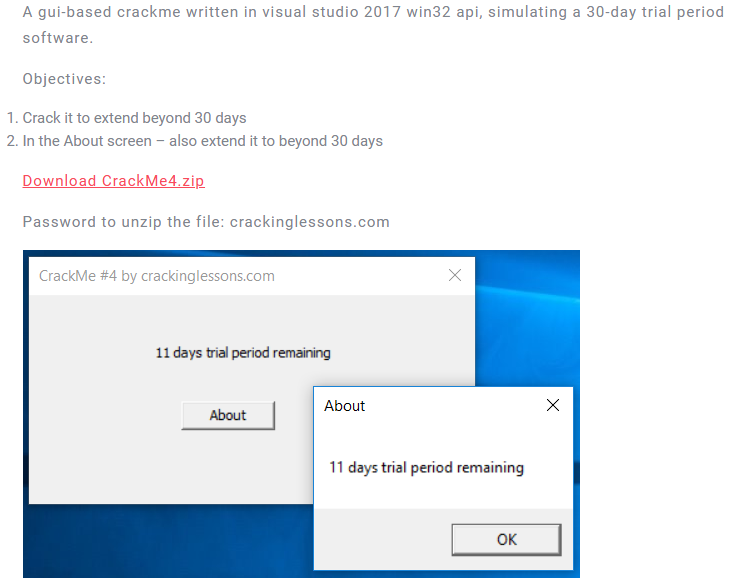 A gui-based crackme written in visual studio 2017 win32 api, simulating a 30-day trial period
software.
Objectives:
1. Crack it to extend beyond 30 days
2. In the About screen – also extend it to beyond 30 days
Download CrackMe4.zip
Password to unzip the file: crackinglessons.com
CrackMe #4 by crackinglessons.com
11 days trial period remaining
About
About
11 days trial period remaining
OK